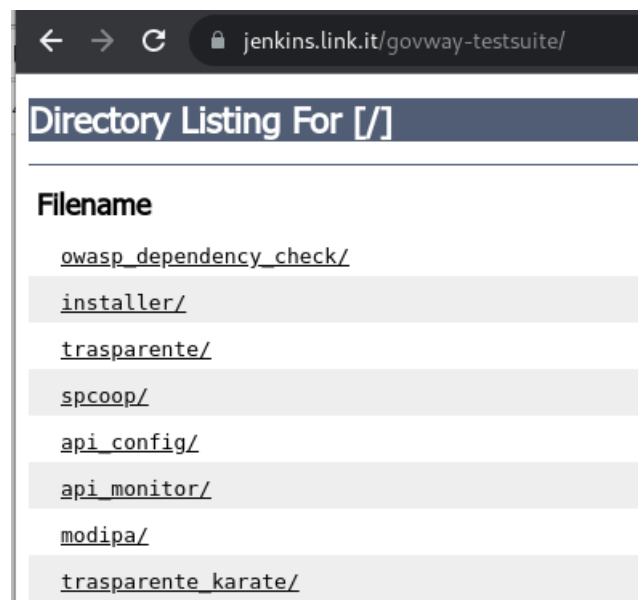 jenkins.link.it/govway-testsuite/
Directory Listing For [/]
Filename
owasp_dependency_check/
installer/
trasparente/
spcoop/
api_config/
api_monitor/
modipa/
trasparente_karate/